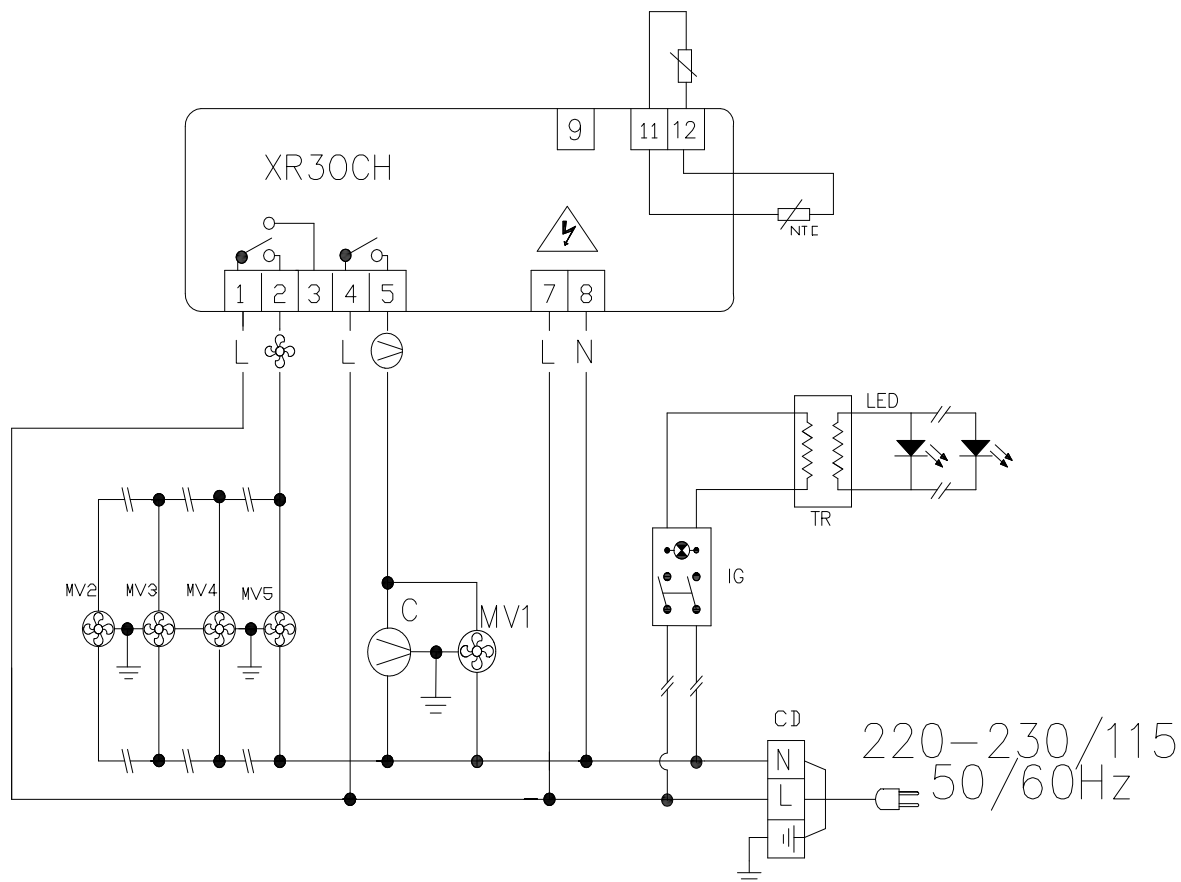 9
11 12
XR30CH
NTC
1 2 3 4 5
7 8
L
L
L N
LED
TR
IG
MV2 MV3 MV4 MV5
C
MV1
CD
N
L
220-230/115
50/60Hz